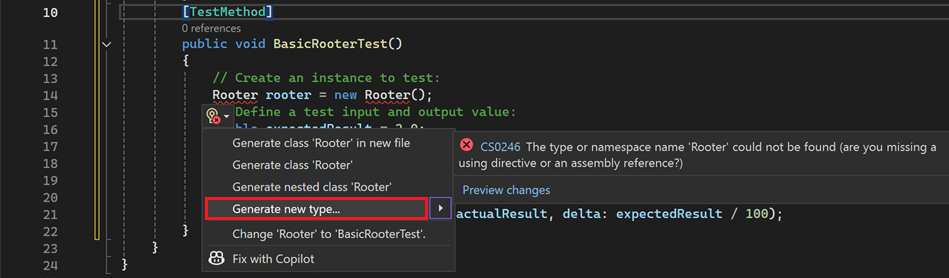 10 [TestMethod]
0 references
11 public void BasicRooterTest()
12 {
13 // Create an instance to test:
14 Rooter rooter = new Rooter();
15 Define a test input and output value:
16 ble expectedResult = 2.0;
17 Generate class 'Rooter' in new file
CS0246 The type or namespace name 'Rooter' could not be found (are you missing a
using directive or an assembly reference?)
18 Generate class 'Rooter'
19 Generate nested class 'Rooter'
Preview changes
20 Generate new type...
21 actualResult, delta: expectedResult / 100);
22 }
Change 'Rooter' to 'BasicRooterTest'.
23 }
Fix with Copilot
24 }